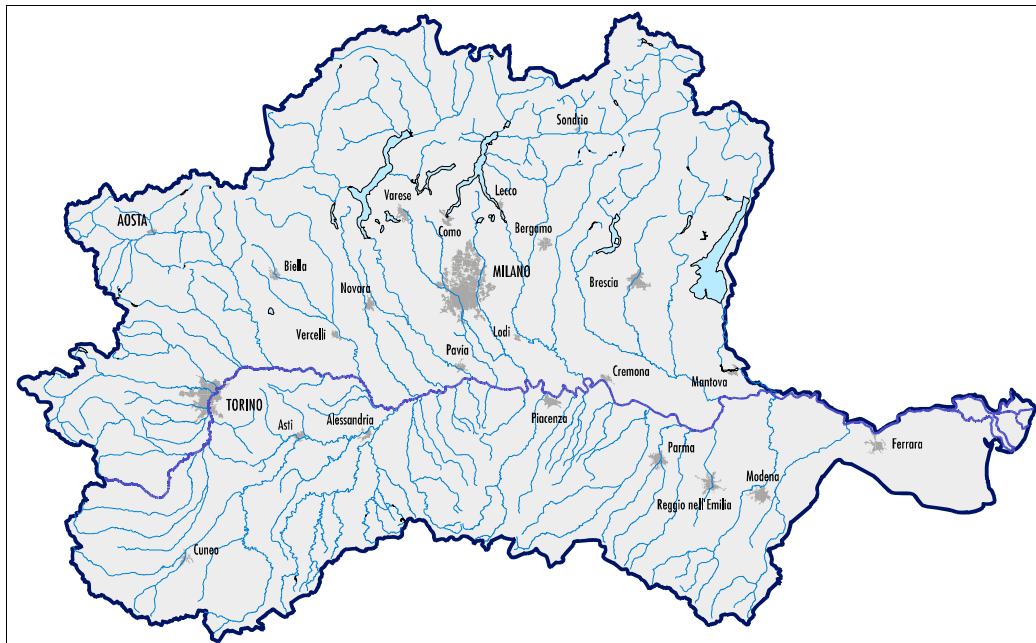 Sondrio
Lecco
Varese
AOSTA
Como
Bergamo
Biella
MILANO
Brescia
Novara
Vercelli
Lodi
Pavia
Cremona
Mantova
TORINO
Asti
Alessandria
Piacenza
Ferrara
Parma
Modena
Reggio nell'Emilia
Cuneo